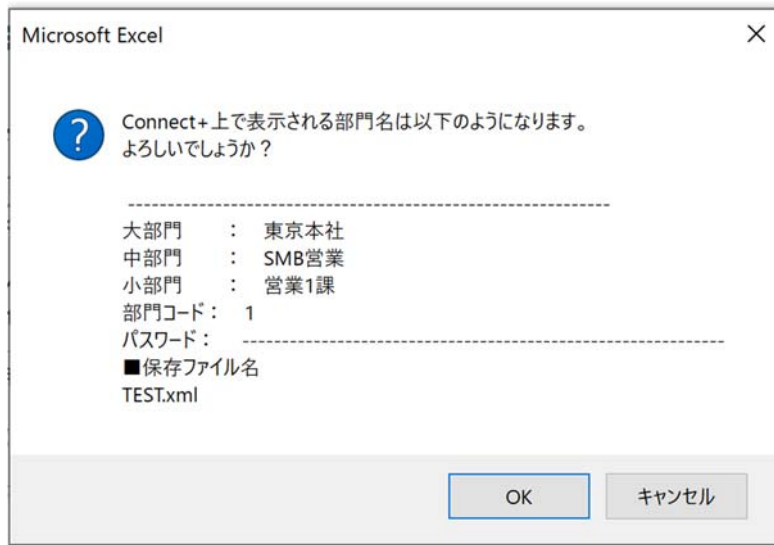 Microsoft Excel
Connect+上で表示される部門名は以下のようになります。
よろしいでしょうか？
------------------------------------------------------------
大部門　　：　東京本社
中部門　　：　SMB営業
小部門　　：　営業1課
部門コード：　1
パスワード：　------------------------------------------------------------
■保存ファイル名
TEST.xml
OK
キャンセル